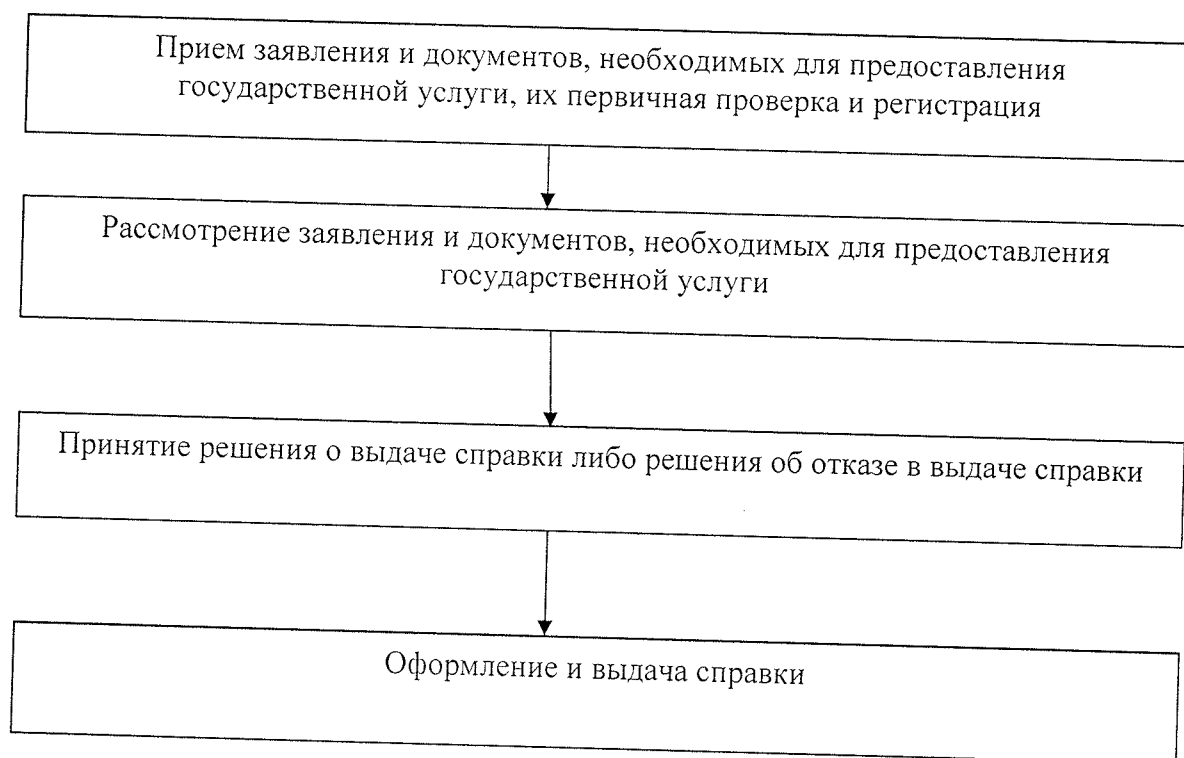 Прием заявления и документов, необходимых для предоставления
государственной услуги, их первичная проверка и регистрация
Рассмотрение заявления и документов, необходимых для предоставления
государственной услуги
Принятие решения о выдаче справки либо решения об отказе в выдаче справки
Оформление и выдача справки